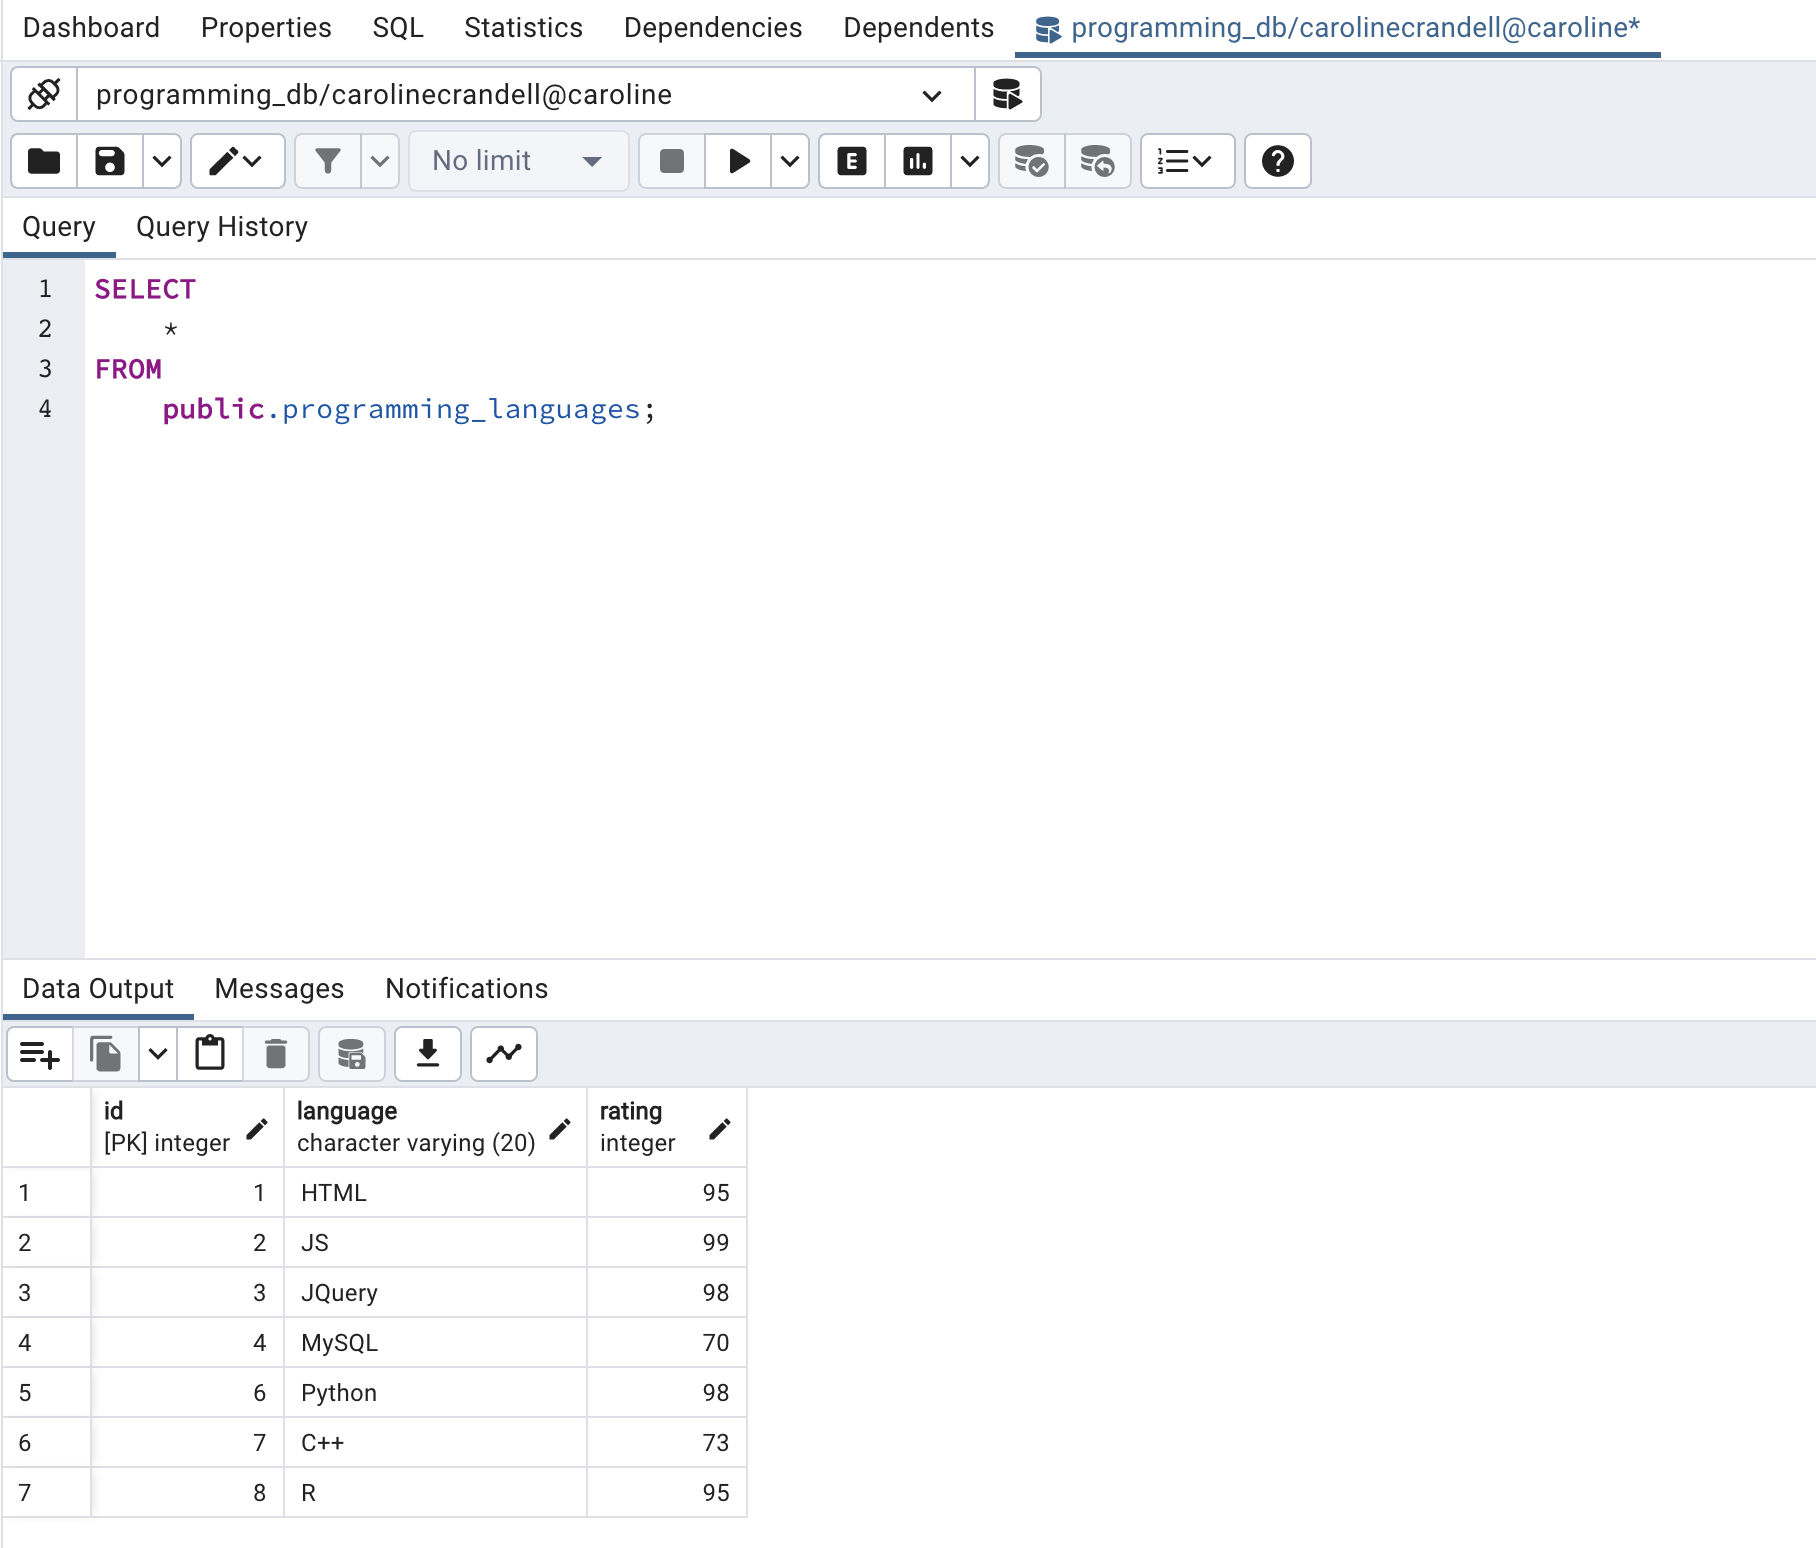 Dashboard Properties SQL Statistics Dependencies Dependents programming_db/carolinecrandell@caroline*
programming_db/carolinecrandell@caroline
No limit E
Query Query History
1 SELECT
2 *
3 FROM
4 public.programming_languages;
Data Output Messages Notifications
id language rating
[PK] integer character varying (20) integer
1 1 HTML 95
2 2 JS 99
3 3 JQuery 98
4 4 MySQL 70
5 6 Python 98
6 7 C++ 73
7 8 R 95